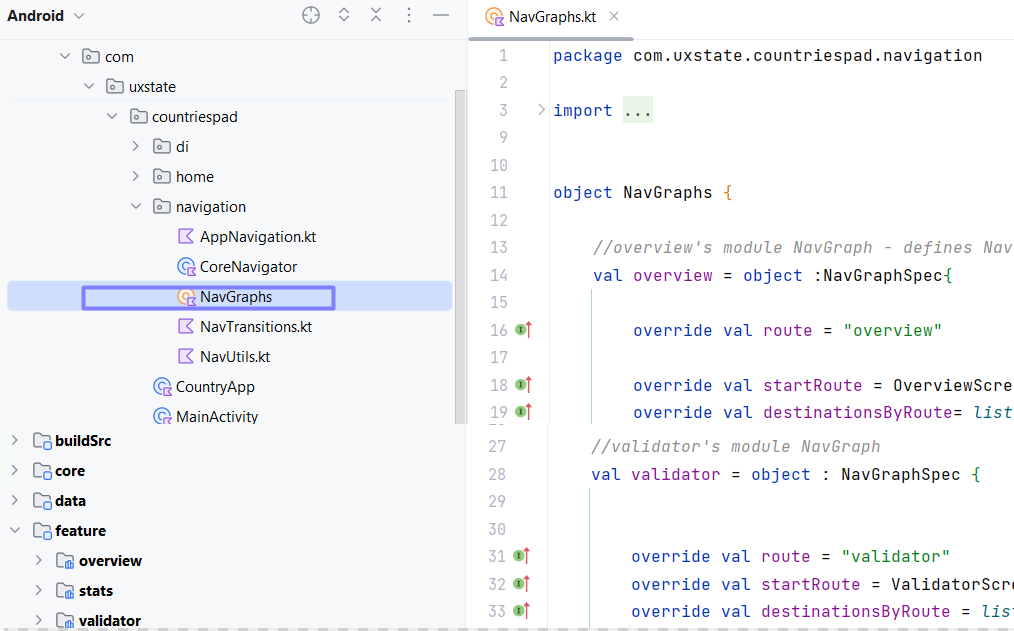 Android
com
uxstate
countriespad
di
home
navigation
AppNavigation.kt
CoreNavigator
NavGraphs
NavTransitions.kt
NavUtils.kt
CountryApp
MainActivity
buildSrc
core
data
feature
overview
stats
validator
NavGraphs.kt
1 package com.uxstate.countriespad.navigation
2
3 import ...
9
10
11 object NavGraphs {
12
13 //overview's module NavGraph - defines Nav
14 val overview = object :NavGraphSpec{
15
16 override val route = "overview"
17
18 override val startRoute = OverviewScre
19 override val destinationsByRoute= list
27 //validator's module NavGraph
28 val validator = object : NavGraphSpec {
29
30
31 override val route = "validator"
32 override val startRoute = ValidatorScre
33 override val destinationsByRoute = lis